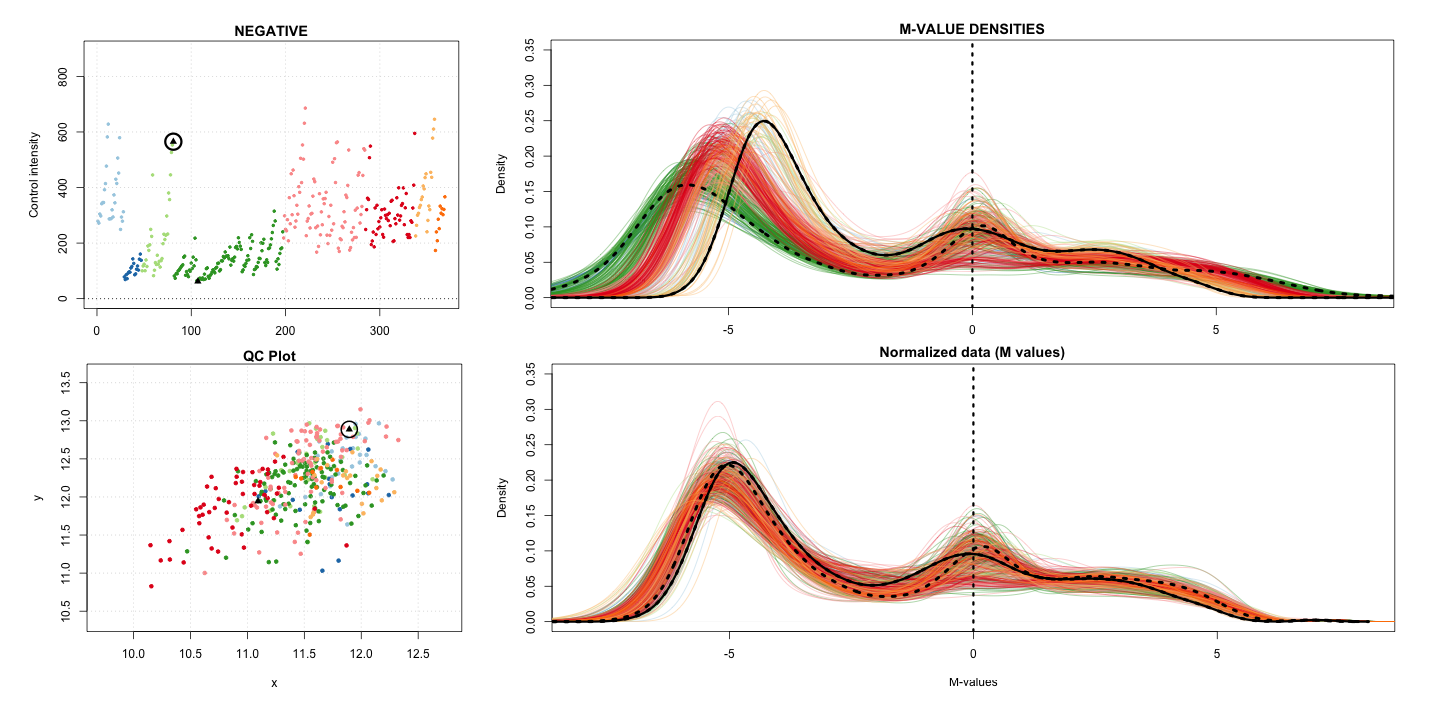 NEGATIVE
Control intensity
800
600
400
200
0
0 100 200 300
M-VALUE DENSITIES
Density
0.35
0.30
0.25
0.20
0.15
0.10
0.05
0.00
-5 0 5
QC Plot
y
13.5
13.0
12.5
12.0
11.5
11.0
10.5
10.0 10.5 11.0 11.5 12.0 12.5
x
Normalized data (M values)
Density
0.35
0.30
0.25
0.20
0.15
0.10
0.05
0.00
-5 0 5
M-values